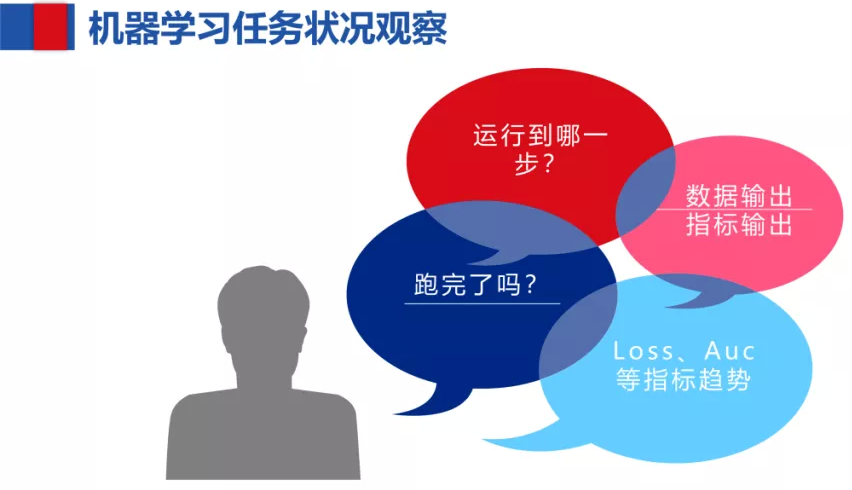 机器学习任务状况观察
运行到哪一
步？
数据输出
指标输出
跑完了吗？
Loss、Auc
等指标趋势